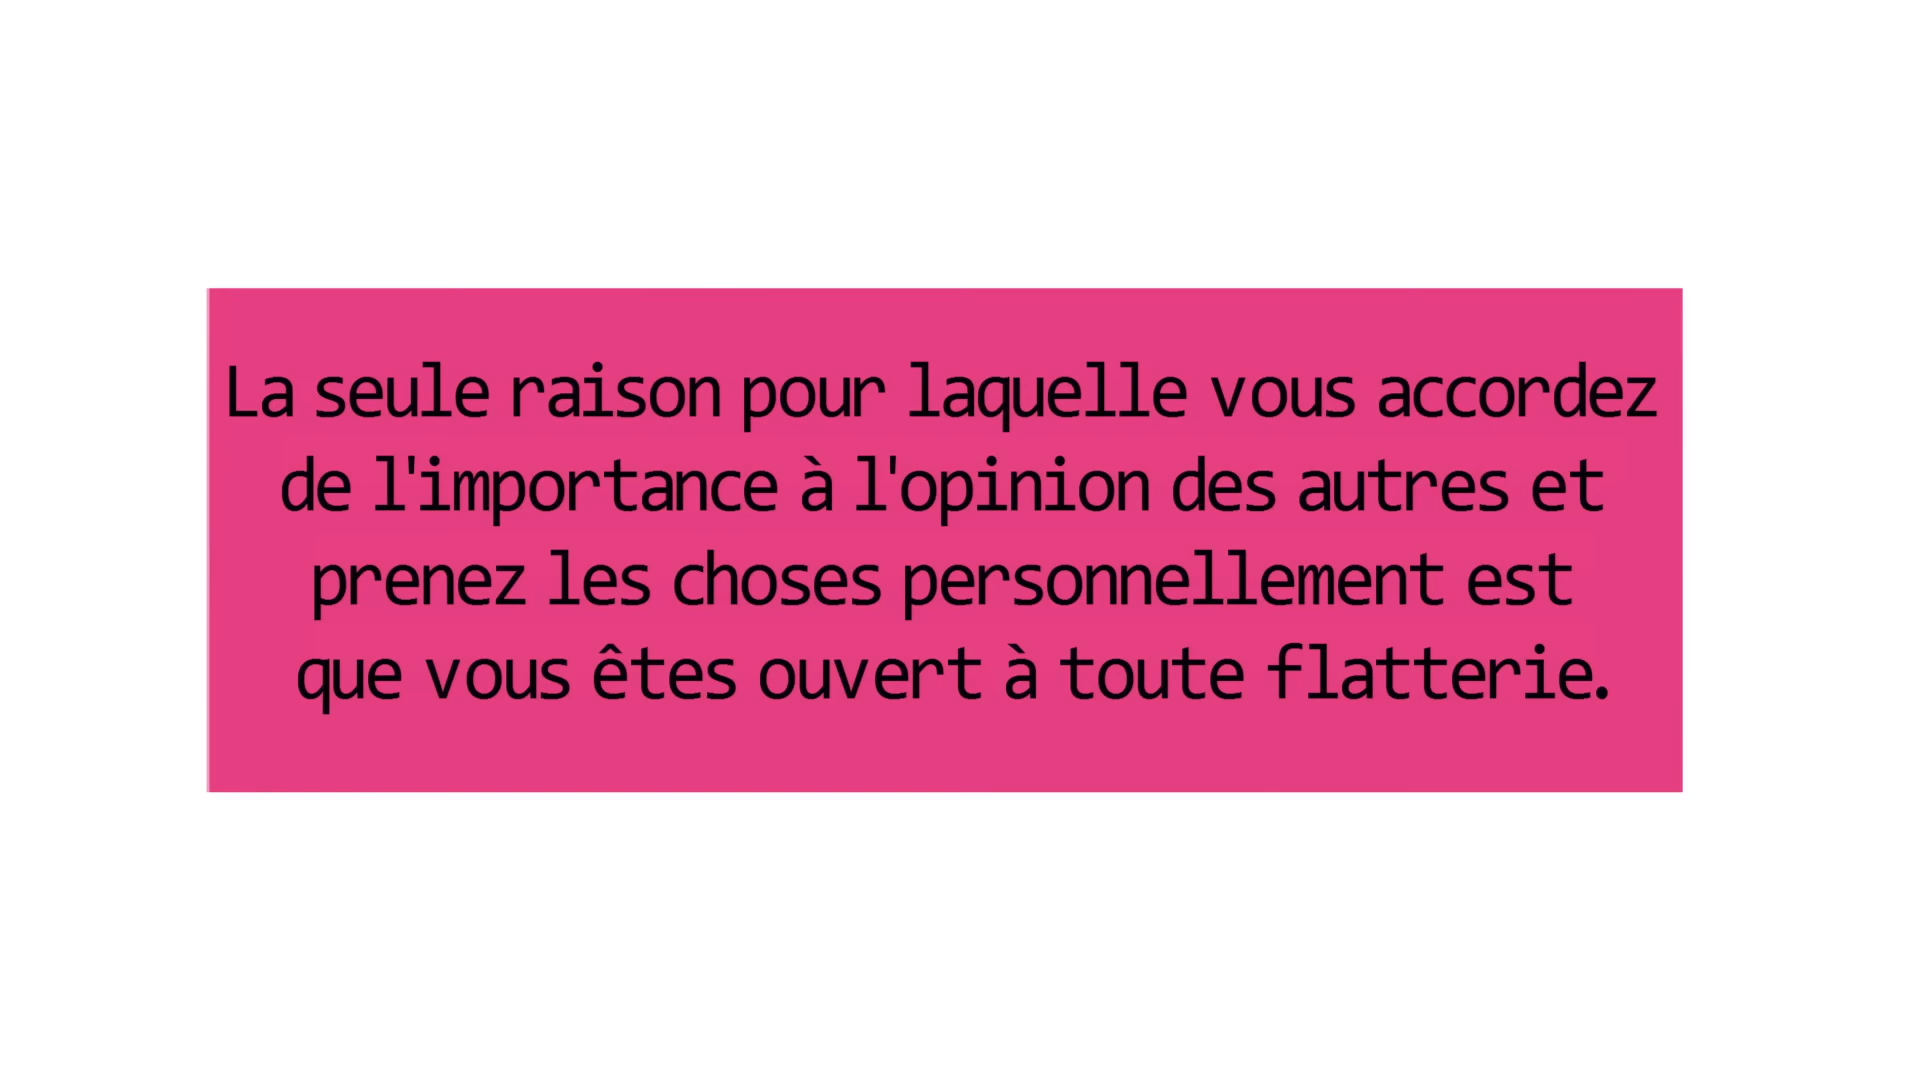 La seule raison pour laquelle vous accordez
de l'importance à l'opinion des autres et
prenez les choses personnellement est
que vous êtes ouvert à toute flatterie.